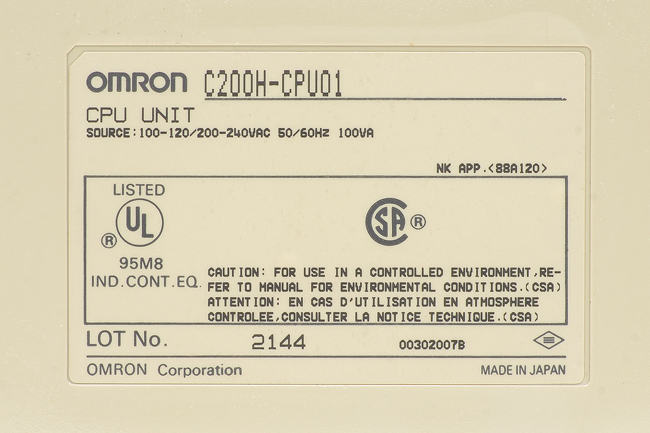 OMRON C200H-CPU01
CPU UNIT
SOURCE:100-120/200-240VAC 50/60Hz 100VA
NK APP.<88A120>
LISTED
UL ®
95M8
IND.CONT.EQ.
SA ®
CAUTION: FOR USE IN A CONTROLLED ENVIRONMENT,RE-
FER TO MANUAL FOR ENVIRONMENTAL CONDITIONS.(CSA)
ATTENTION: EN CAS D'UTILISATION EN ATMOSPHERE
CONTROLEE,CONSULTER LA NOTICE TECHNIQUE.(CSA)
LOT No. 2144 00302007B
OMRON Corporation MADE IN JAPAN